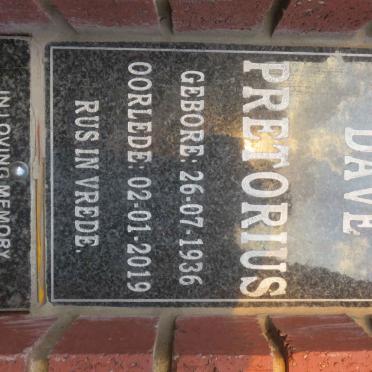 DAVE
PRETORIUS
GEBORE: 26-07-1936
OORLEDE: 02-01-2019
RUS IN VREDE.
IN LOVING MEMORY